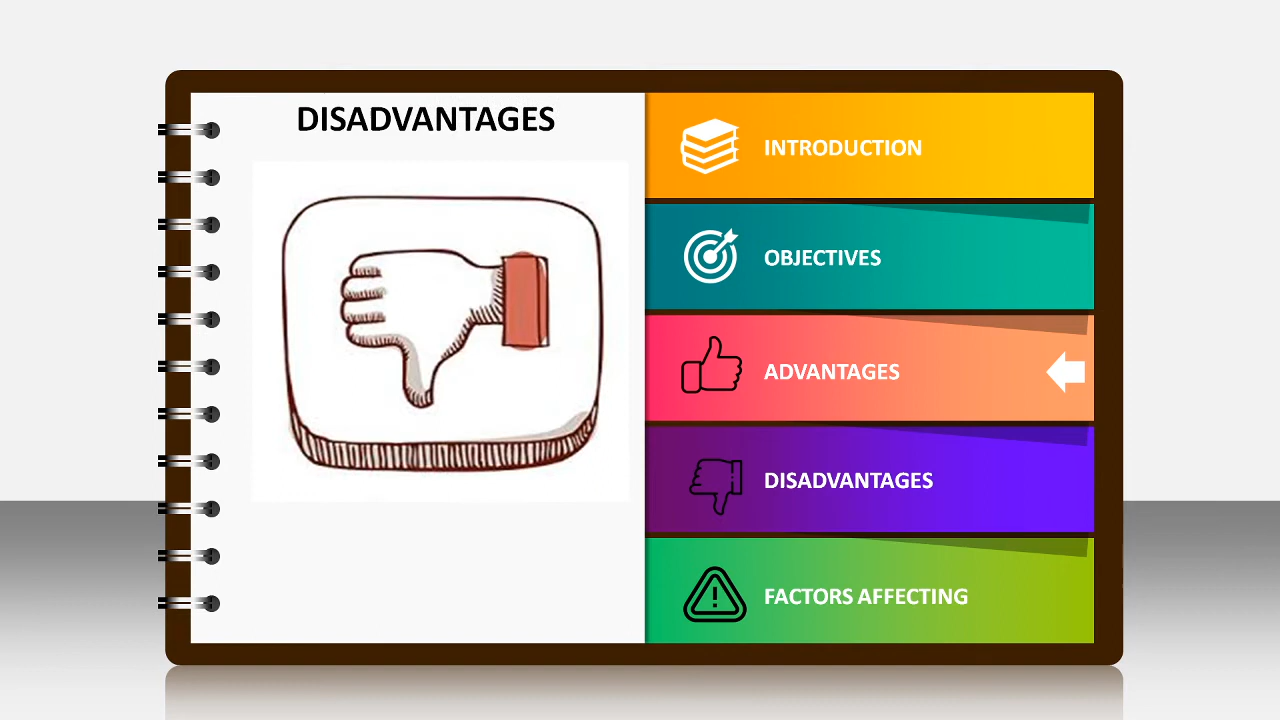 DISADVANTAGES
INTRODUCTION
OBJECTIVES
ADVANTAGES
DISADVANTAGES
FACTORS AFFECTING